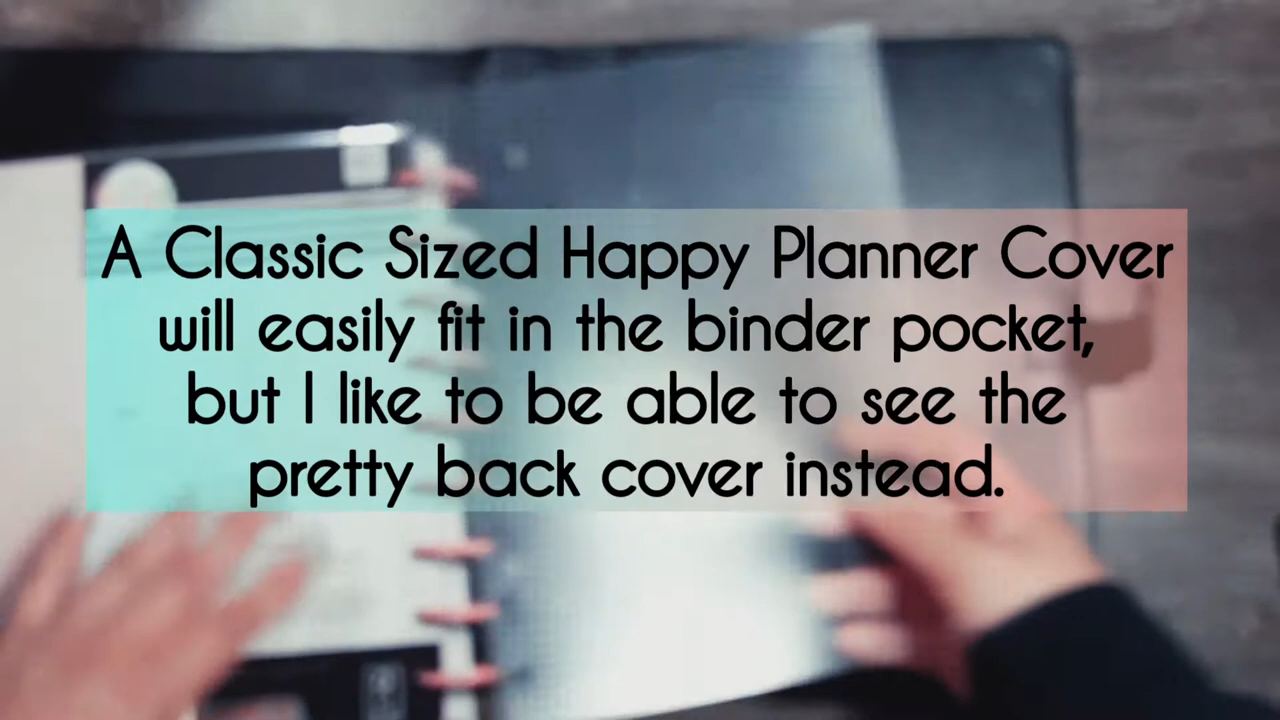 A Classic Sized Happy Planner Cover
will easily fit in the binder pocket,
but I like to be able to see the
pretty back cover instead.